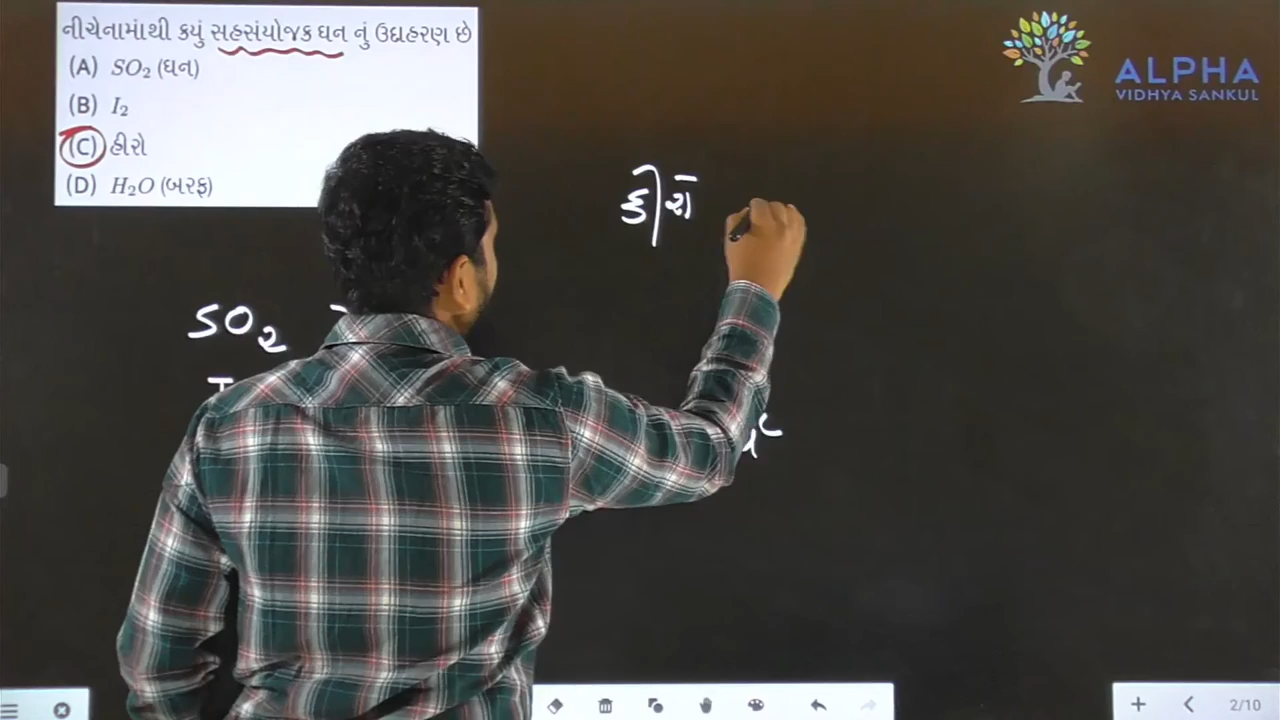 નીચેનામાંથી કયું સહસંયોજક ઘન નું ઉદાહરણ છે
(A) SO₂ (ઘન)
(B) I₂
(C) હીરો
(D) H₂O (બરફ)
ALPHA
VIDHYA SANKUL
હીરો
SO₂
I
2/10